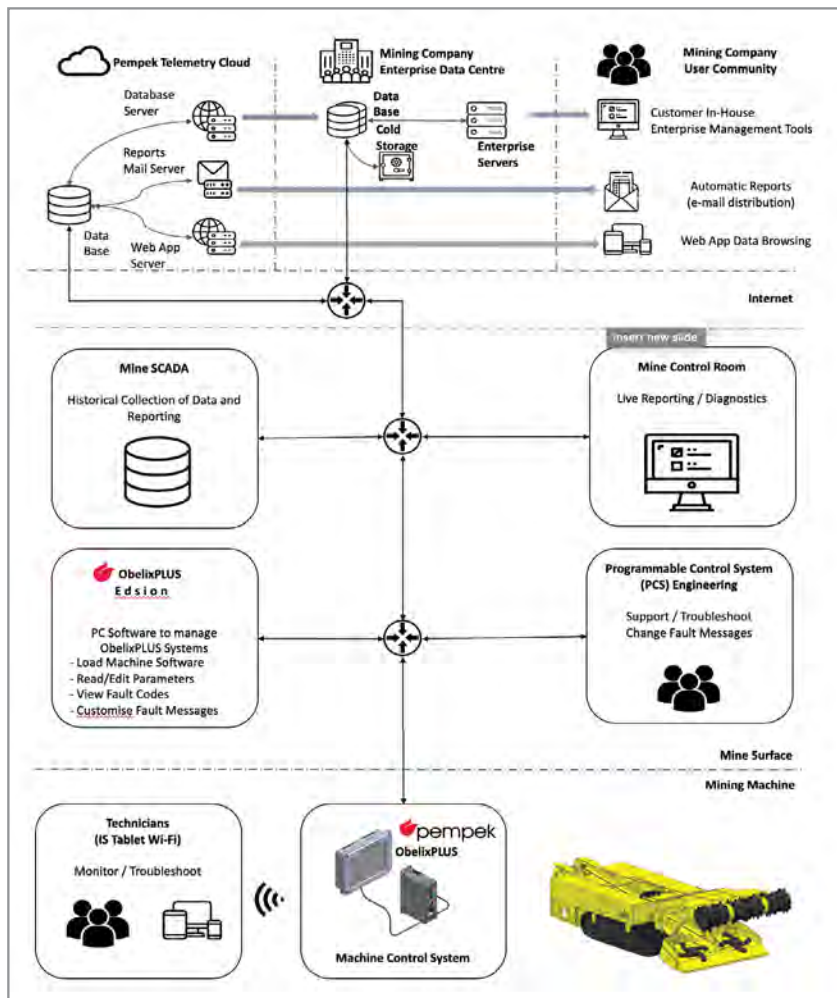 Pempek Telemetry Cloud
Mining Company
Enterprise Data Centre
Mining Company
User Community
Database
Server
Data
Base
Cold
Storage
Enterprise
Servers
Customer In-House
Enterprise Management Tools
Reports
Mail Server
Automatic Reports
(e-mail distribution)
Data
Base
Web App
Server
Web App Data Browsing
Internet
Insert new slide
Mine SCADA
Historical Collection of Data and
Reporting
Mine Control Room
Live Reporting / Diagnostics
ObelixPLUS
Edsion
PC Software to manage
ObelixPLUS Systems
- Load Machine Software
- Read/Edit Parameters
- View Fault Codes
- Customise Fault Messages
Programmable Control System
(PCS) Engineering
Support / Troubleshool
Change Fault Messages
Mine Surface
Mining Machine
Technicians
(IS Tablet Wi-Fi)
Monitor / Troubleshoot
pempek
ObelixPLUS
Machine Control System